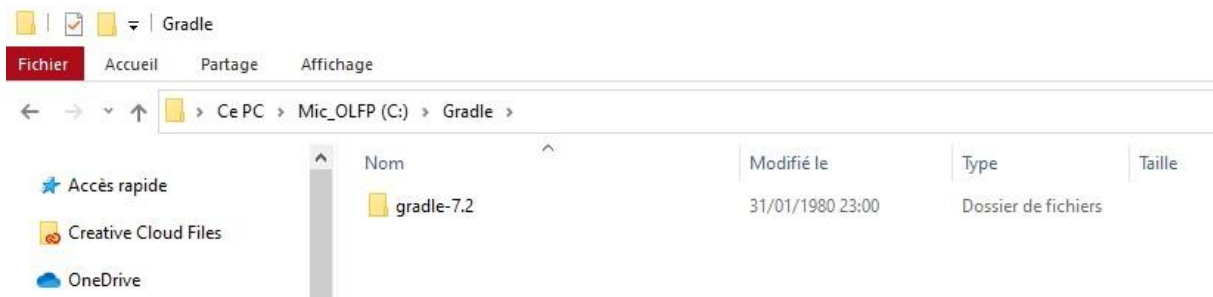 Gradle
Fichier Accueil Partage Affichage
Ce PC > Mic_OLFP (C:) > Gradle >
Nom Modifié le Type Taille
Accès rapide
gradle-7.2 31/01/1980 23:00 Dossier de fichiers
Creative Cloud Files
OneDrive